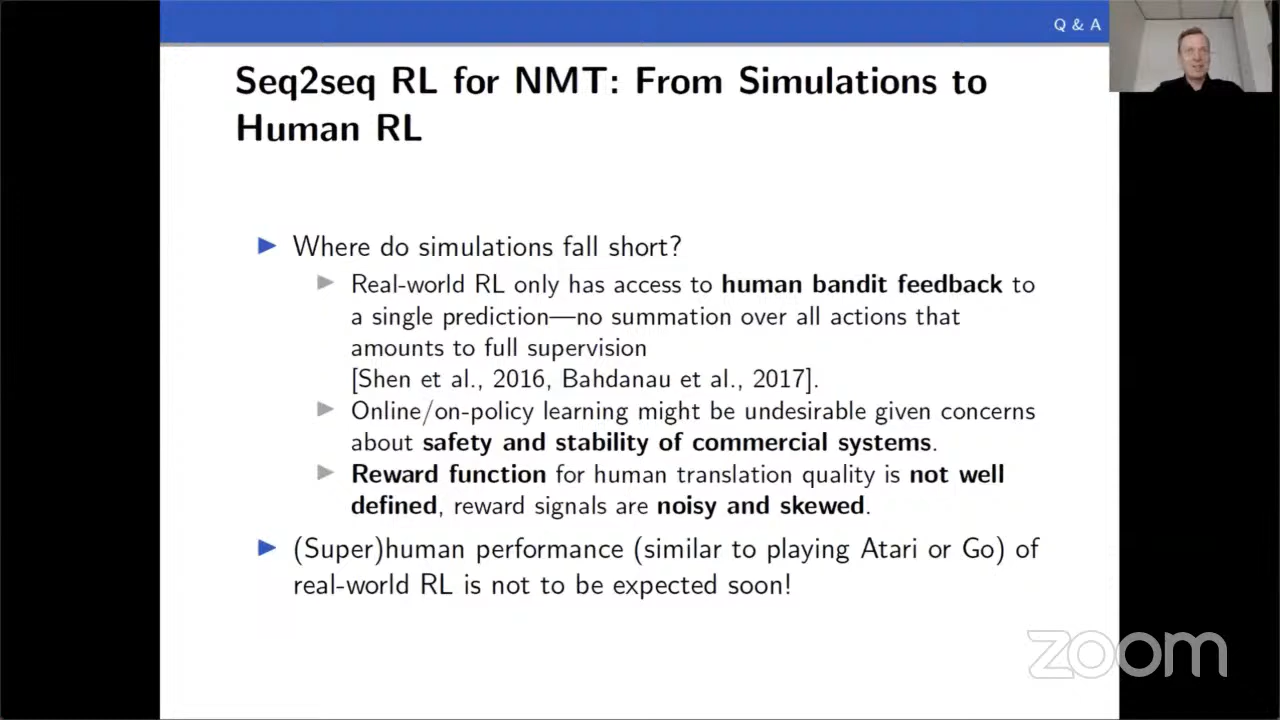 Q & A
Seq2seq RL for NMT: From Simulations to
Human RL
Where do simulations fall short?
Real-world RL only has access to human bandit feedback to
a single prediction—no summation over all actions that
amounts to full supervision
[Shen et al., 2016, Bahdanau et al., 2017].
Online/on-policy learning might be undesirable given concerns
about safety and stability of commercial systems.
Reward function for human translation quality is not well
defined, reward signals are noisy and skewed.
(Super)human performance (similar to playing Atari or Go) of
real-world RL is not to be expected soon!
zoom